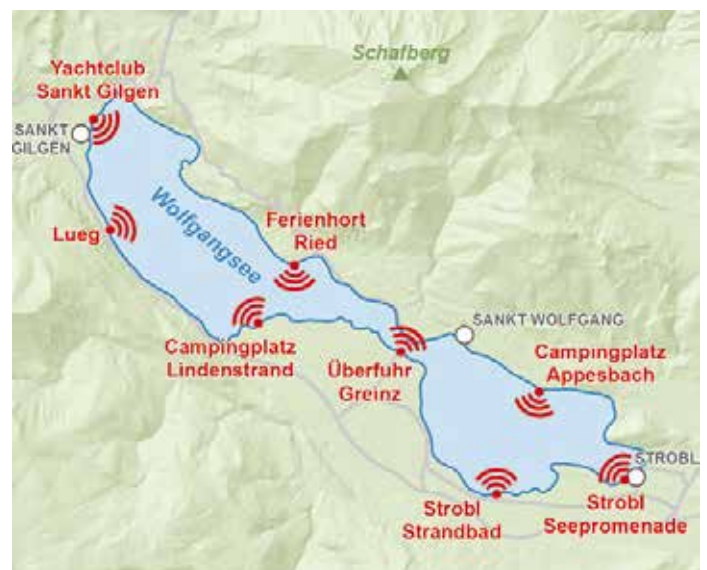 Schafberg
Yachtclub
Sankt Gilgen
SANKT
GILGEN
Wolfgangsee
Lueg
Ferienhort
Ried
SANKT WOLFGANG
Campingplatz
Lindenstrand
Überfuhr
Greinz
Campingplatz
Appesbach
STROBL
Strobl
Strandbad
Strobl
Seepromenade